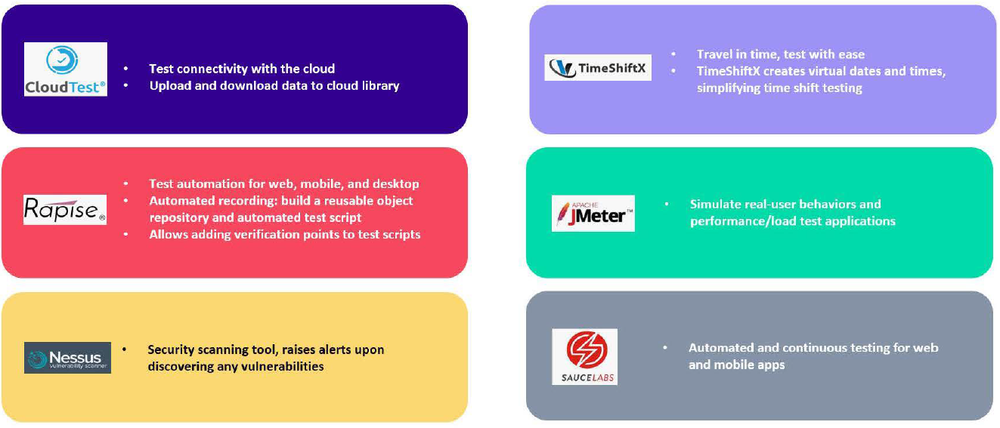 CloudTest®
• Test connectivity with the cloud
• Upload and download data to cloud library
TimeShiftX
• Travel in time, test with ease
• TimeShiftX creates virtual dates and times,
simplifying time shift testing
Rapise®
• Test automation for web, mobile, and desktop
• Automated recording: build a reusable object
repository and automated test script
• Allows adding verification points to test scripts
APACHE
JMeter™
• Simulate real-user behaviors and
performance/load test applications
Nessus
vulnerability scanner
• Security scanning tool, raises alerts upon
discovering any vulnerabilities
SAUCELABS
• Automated and continuous testing for web
and mobile apps